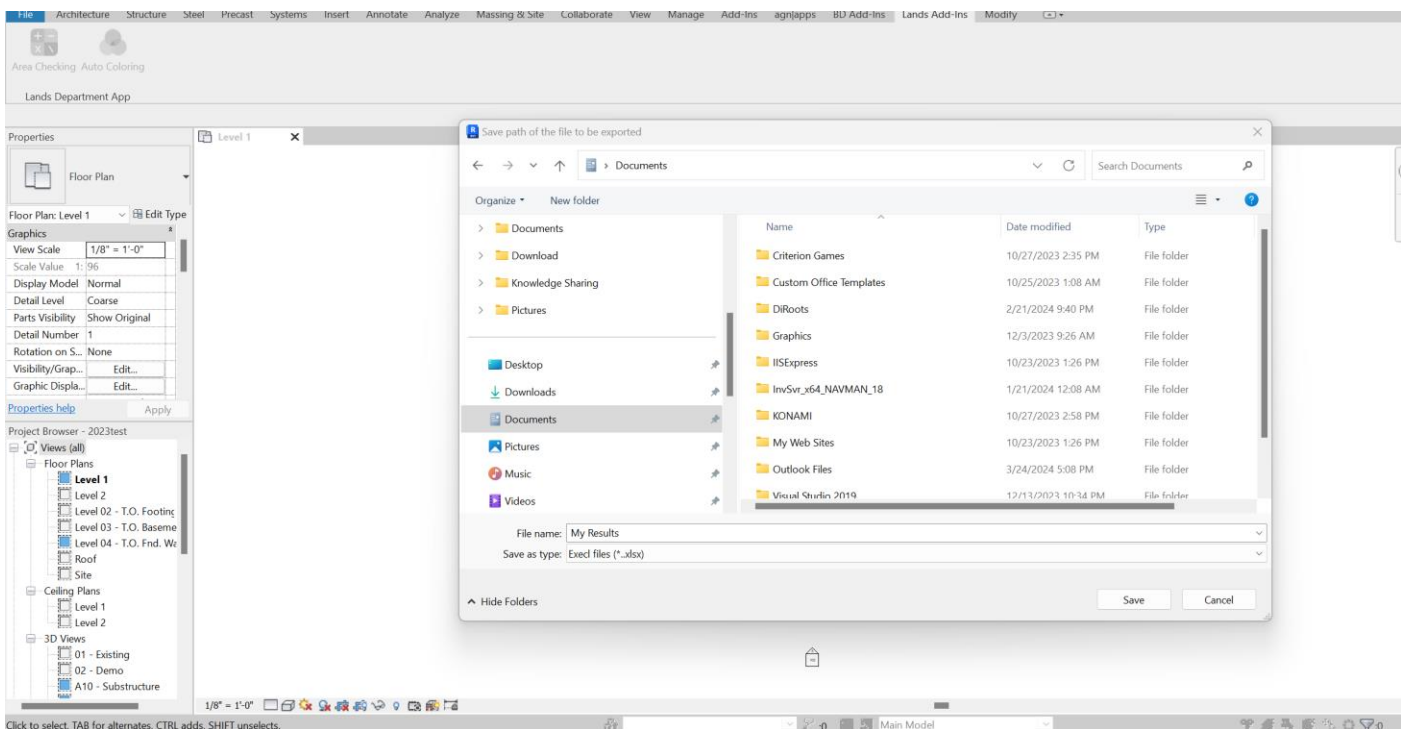 File Architecture Structure Steel Precast Systems Insert Annotate Analyze Massing & Site Collaborate View Manage Add-Ins agn|apps BD Add-Ins Lands Add-Ins Modify
Area Checking Auto Coloring
Lands Department App
Properties
Floor Plan
Floor Plan: Level 1 Edit Type
Graphics
View Scale 1/8" = 1'-0"
Scale Value 1: 96
Display Model Normal
Detail Level Coarse
Parts Visibility Show Original
Detail Number 1
Rotation on S... None
Visibility/Grap... Edit...
Graphic Displa... Edit...
Properties help Apply
Project Browser - 2023test
Views (all)
Floor Plans
Level 1
Level 2
Level 02 - T.O. Footing
Level 03 - T.O. Baseme
Level 04 - T.O. Fnd. Wa
Roof
Site
Ceiling Plans
Level 1
Level 2
3D Views
01 - Existing
02 - Demo
A10 - Substructure
Level 1
Save path of the file to be exported
Documents
Search Documents
Organize New folder
Documents
Download
Knowledge Sharing
Pictures
Desktop
Downloads
Documents
Pictures
Music
Videos
Name Date modified Type
Criterion Games 10/27/2023 2:35 PM File folder
Custom Office Templates 10/25/2023 1:08 AM File folder
DiRoots 2/21/2024 9:40 PM File folder
Graphics 12/3/2023 9:26 AM File folder
IISExpress 10/23/2023 1:26 PM File folder
InvSvr_x64_NAVMAN_18 1/21/2024 12:08 AM File folder
KONAMI 10/27/2023 2:58 PM File folder
My Web Sites 10/23/2023 1:26 PM File folder
Outlook Files 3/24/2024 5:08 PM File folder
Visual Studio 2019 12/13/2023 10:34 PM File folder
File name: My Results
Save as type: Execl files (*..xlsx)
Hide Folders
Save Cancel
1/8" = 1'-0"
Click to select, TAB for alternates, CTRL adds, SHIFT unselects.
:0 Main Model
:0